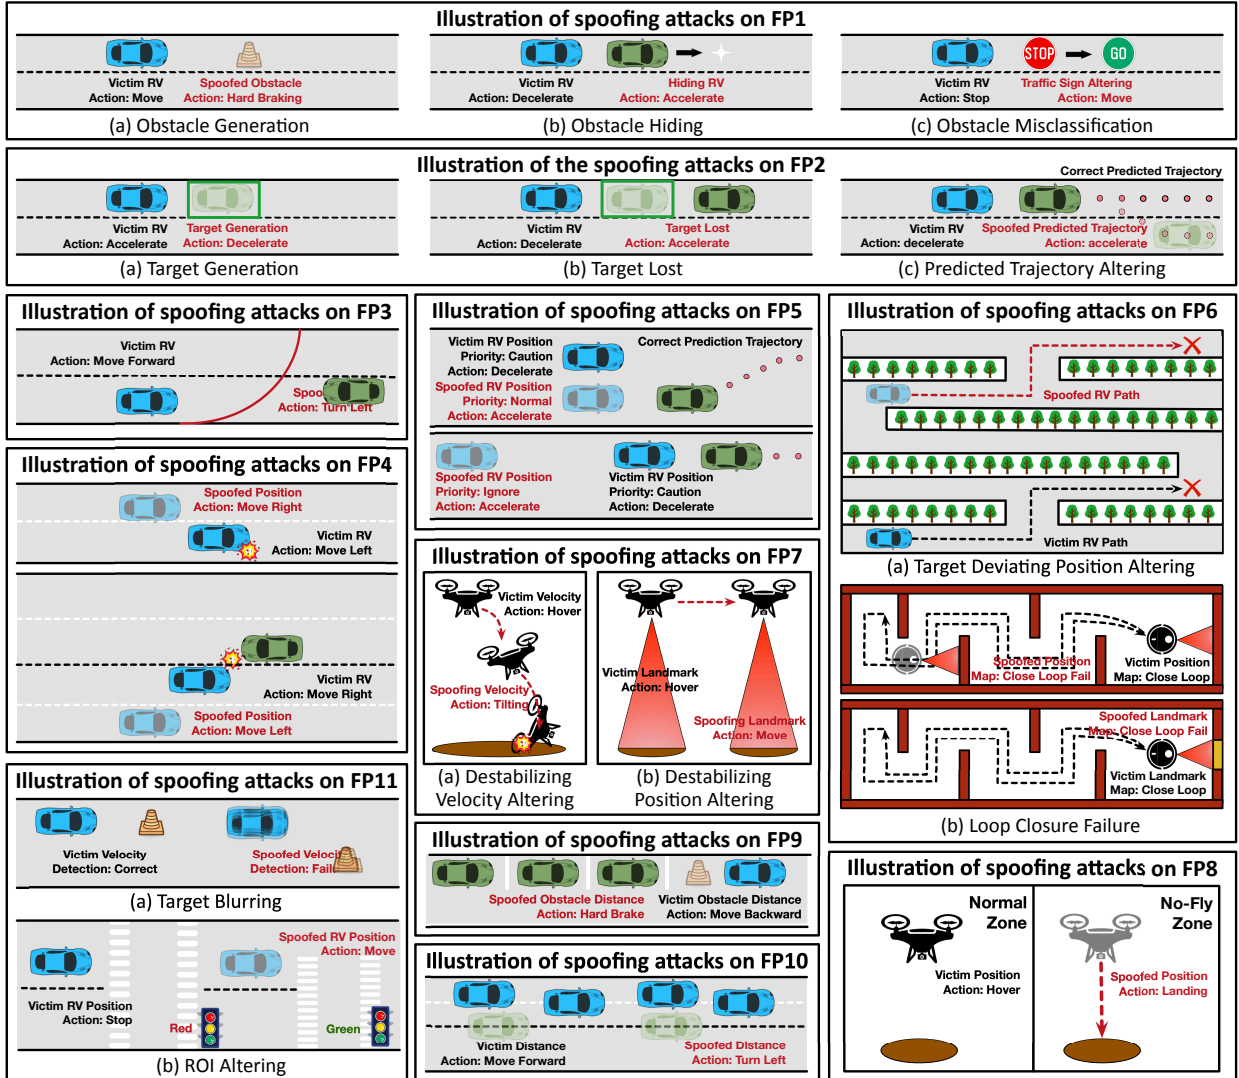 Illustration of spoofing attacks on FP1
Victim RV
Action: Move
Spoofed Obstacle
Action: Hard Braking
(a) Obstacle Generation
Victim RV
Action: Decelerate
Hiding RV
Action: Accelerate
(b) Obstacle Hiding
STOP
GO
Victim RV
Action: Stop
Traffic Sign Altering
Action: Move
(c) Obstacle Misclassification
Illustration of the spoofing attacks on FP2
Victim RV
Action: Accelerate
Target Generation
Action: Decelerate
(a) Target Generation
Victim RV
Action: Decelerate
Target Lost
Action: Accelerate
(b) Target Lost
Correct Predicted Trajectory
Victim RV
Action: decelerate
Spoofed Predicted Trajectory
Action: accelerate
(c) Predicted Trajectory Altering
Illustration of spoofing attacks on FP3
Victim RV
Action: Move Forward
Action: Turn Left
Illustration of spoofing attacks on FP4
Spoofed Position
Action: Move Right
Victim RV
Action: Move Left
Victim RV
Action: Move Right
Spoofed Position
Action: Move Left
Illustration of spoofing attacks on FP5
Victim RV Position
Priority: Caution
Action: Decelerate
Correct Prediction Trajectory
Spoofed RV Position
Priority: Normal
Action: Accelerate
Spoofed RV Position
Priority: Ignore
Action: Accelerate
Victim RV Position
Priority: Caution
Action: Decelerate
Illustration of spoofing attacks on FP6
Spoofed RV Path
Victim RV Path
(a) Target Deviating Position Altering
Spoofed Position
Map: Close Loop Fail
Victim Position
Map: Close Loop
Spoofed Landmark
Map: Close Loop Fail
Victim Landmark
Map: Close Loop
(b) Loop Closure Failure
Illustration of spoofing attacks on FP7
Victim Velocity
Action: Hover
Spoofing Velocity
Action: Tilting
(a) Destabilizing
Velocity Altering
Victim Landmark
Action: Hover
Spoofing Landmark
Action: Move
(b) Destabilizing
Position Altering
Illustration of spoofing attacks on FP11
Victim Velocity
Detection: Correct
Spoofed Velocity
Detection: Fail
(a) Target Blurring
Victim RV Position
Action: Stop
Red
Spoofed RV Position
Action: Move
Green
(b) ROI Altering
Illustration of spoofing attacks on FP9
Spoofed Obstacle Distance
Action: Hard Brake
Victim Obstacle Distance
Action: Move Backward
Illustration of spoofing attacks on FP10
Victim Distance
Action: Move Forward
Spoofed Distance
Action: Turn Left
Illustration of spoofing attacks on FP8
Normal
Zone
Victim Position
Action: Hover
No-Fly
Zone
Spoofed Position
Action: Landing